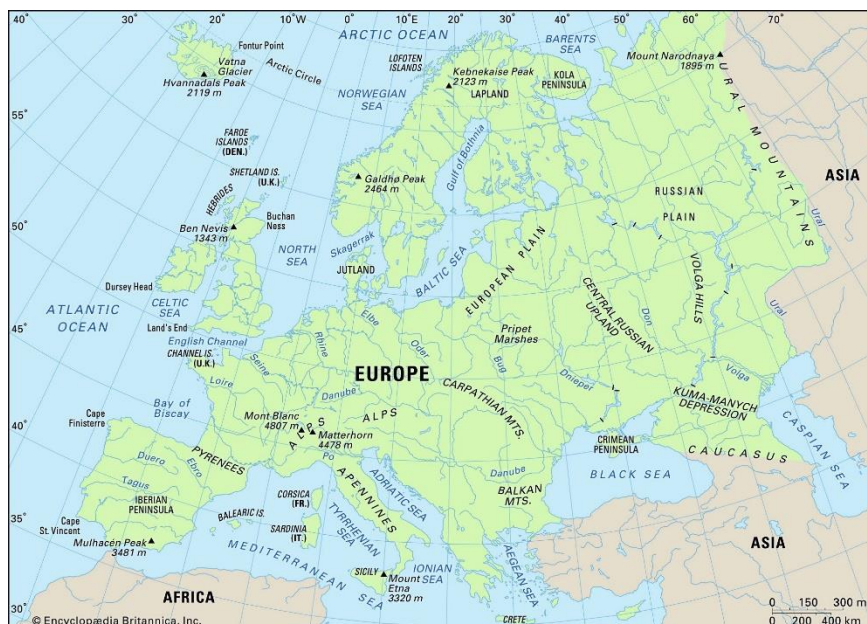 40°
30°
20°
10°W
0°
10°E
20°
30°
40°
50°
60°
70°
ARCTIC OCEAN
BARENTS
SEA
Mount Narodnaya
1895 m
Fontur Point
Vatna
Glacier
Hvannadals Peak
2119 m
Arctic Circle
LOFOTEN
ISLANDS
Kebnekaise Peak
2123 m
LAPLAND
KOLA
PENINSULA
NORWEGIAN
SEA
URAL MOUNTAINS
55°
FAROE
ISLANDS
(DEN.)
SHETLAND IS.
(U.K.)
Galdhø Peak
2464 m
Gulf of Bothnia
RUSSIAN
PLAIN
ASIA
Ural
HEBRIDES
Ben Nevis
1343 m
Buchan
Ness
50°
NORTH
SEA
Skagerrak
JUTLAND
BALTIC SEA
EUROPEAN PLAIN
VOLGA HILLS
CENTRAL RUSSIAN
UPLAND
Don
Ural
Dursey Head
CELTIC
SEA
ATLANTIC
OCEAN
Land's End
45°
English Channel
CHANNEL IS.
(U.K.)
Elbe
Rhine
Seine
Loire
Oder
Pripet
Marshes
Bug
Dnieper
Volga
EUROPE
Danube
CARPATHIAN MTS.
KUMA-MANYCH
DEPRESSION
CASPIAN SEA
40°
Bay of
Biscay
Cape
Finisterre
Mont Blanc
4807 m
ALPS
ALPS
Matterhorn
4478 m
Po
CRIMEAN
PENINSULA
CAUCASUS
PYRENEES
Duero
Ebro
Tagus
IBERIAN
PENINSULA
APENNINES
ADRIATIC SEA
Danube
BALKAN
MTS.
BLACK SEA
35°
Cape
St. Vincent
Mulhacén Peak
3481 m
BALEARIC IS.
CORSICA
(FR.)
SARDINIA
(IT.)
TYRRHENIAN
SEA
MEDITERRANEAN SEA
IONIAN
SEA
AEGEAN SEA
ASIA
SICILY
Mount
Etna
3320 m
CRETE
AFRICA
30°
0 150 300 mi
0 200 400 km
© Encyclopædia Britannica, Inc.